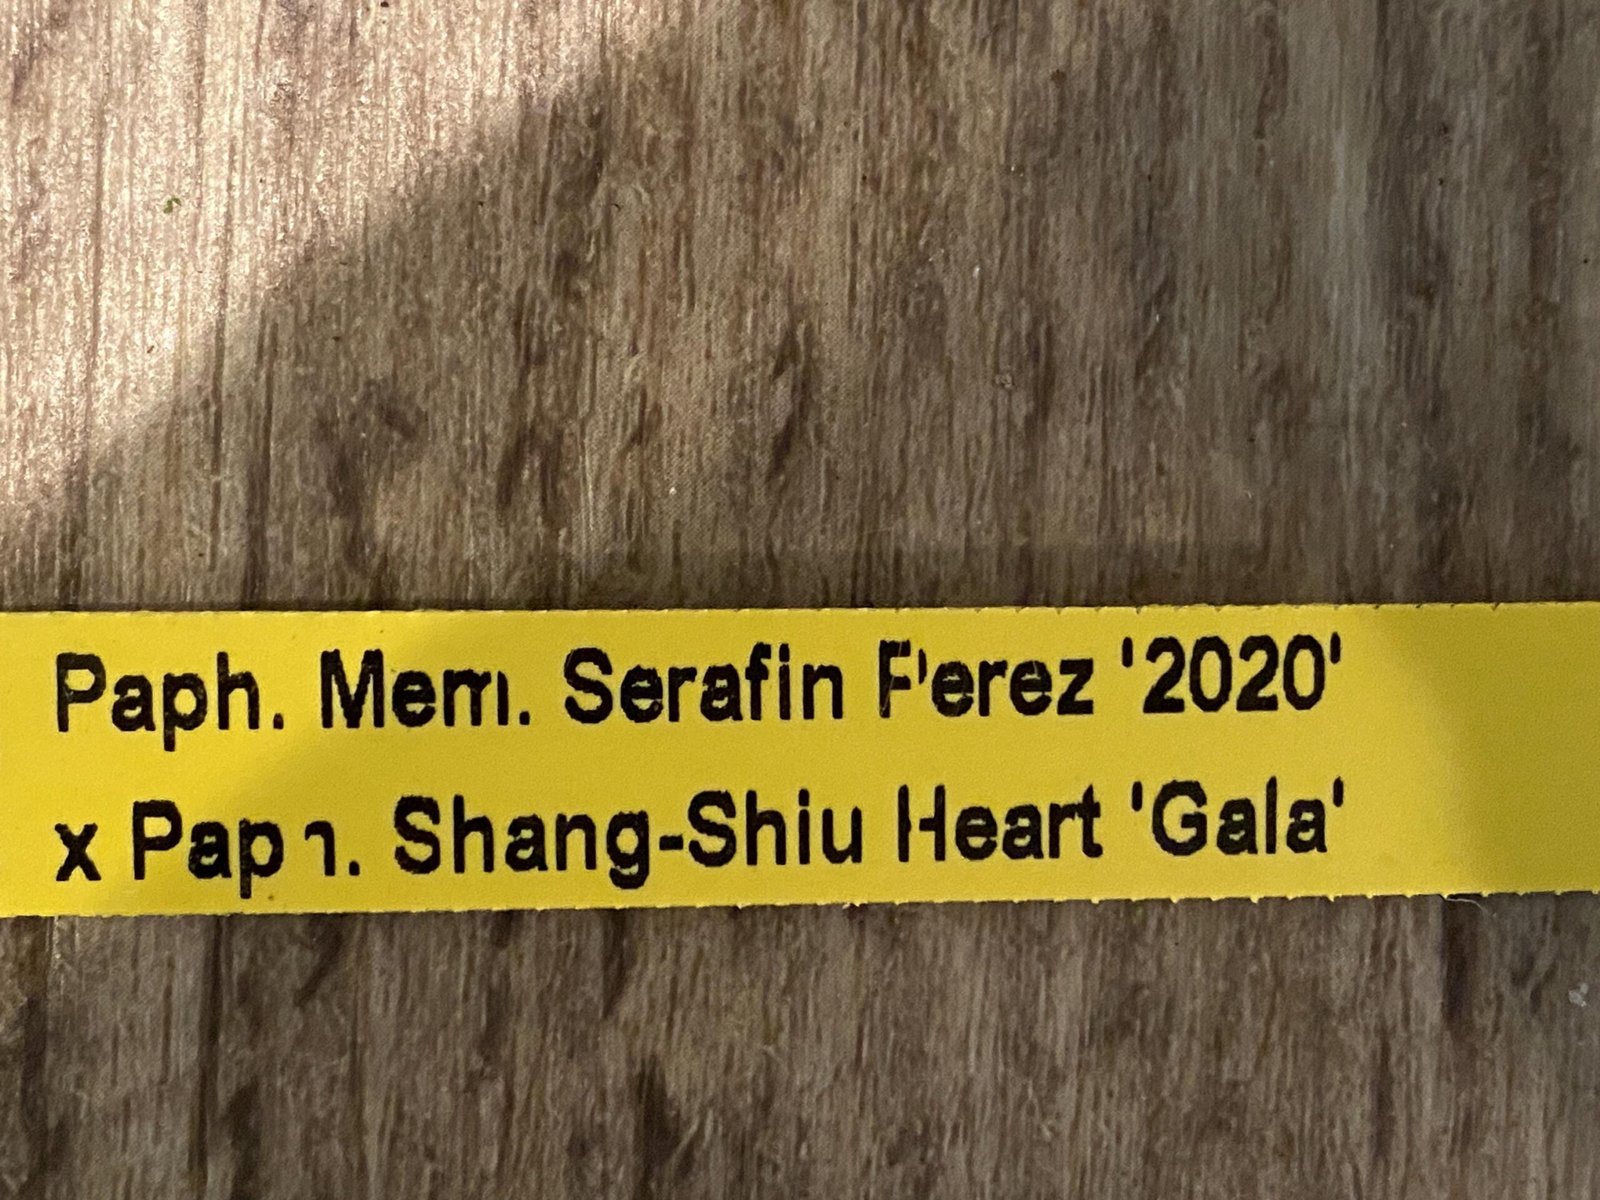 Paph. Mem. Serafin Perez '2020'
x Paph. Shang-Shiu Heart 'Gala'